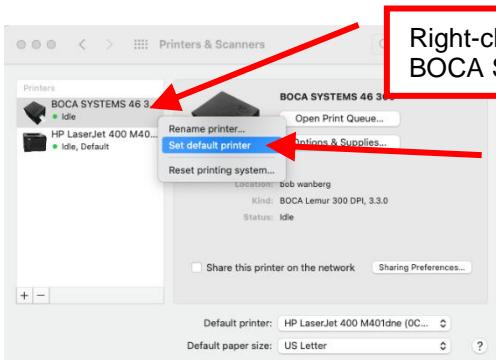 Right-cl
BOCA S
Printers & Scanners
Printers
BOCA SYSTEMS 46 3...
Idle
HP LaserJet 400 M40...
Idle, Default
Rename printer...
Set default printer
Reset printing system...
BOCA SYSTEMS 46 300
Open Print Queue...
Options & Supplies...
Location: bob wanberg
Kind: BOCA Lemur 300 DPI, 3.3.0
Status: Idle
Share this printer on the network
Sharing Preferences...
+ −
Default printer: HP LaserJet 400 M401dne (0C...
Default paper size: US Letter
?